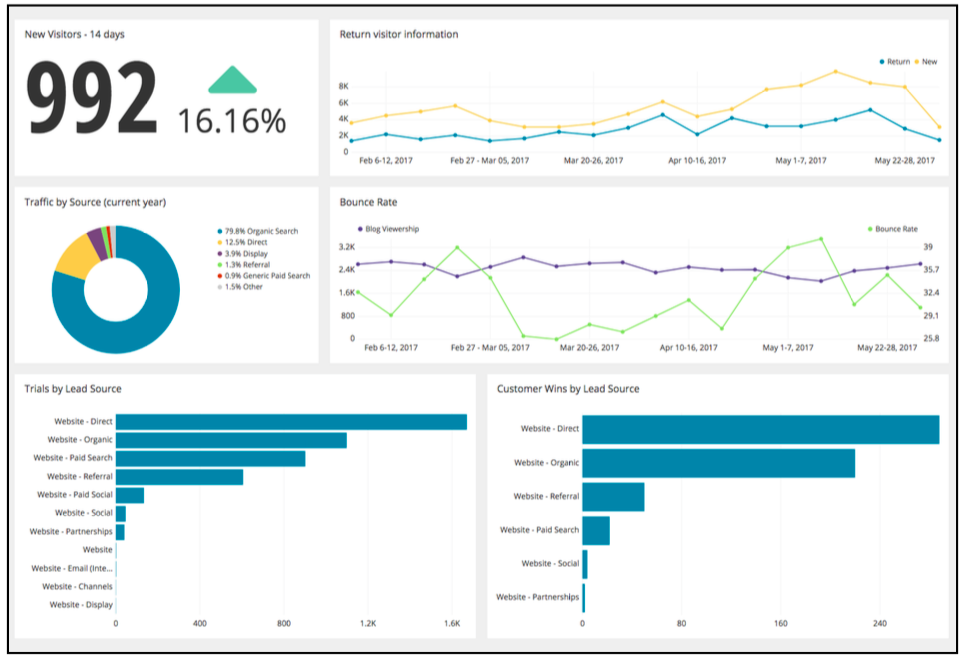 New Visitors - 14 days
992
16.16%
Return visitor information
Return New
8K
6K
4K
2K
0
Feb 6-12, 2017 Feb 27 - Mar 05, 2017 Mar 20-26, 2017 Apr 10-16, 2017 May 1-7, 2017 May 22-28, 2017
Traffic by Source (current year)
79.8% Organic Search
12.5% Direct
3.9% Display
1.3% Referral
0.9% Generic Paid Search
1.5% Other
Bounce Rate
Blog Viewership Bounce Rate
3.2K 39
2.4K 35.7
1.6K 32.4
800 29.1
0 25.8
Feb 6-12, 2017 Feb 27 - Mar 05, 2017 Mar 20-26, 2017 Apr 10-16, 2017 May 1-7, 2017 May 22-28, 2017
Trials by Lead Source
Website - Direct
Website - Organic
Website - Paid Search
Website - Referral
Website - Paid Social
Website - Social
Website - Partnerships
Website
Website - Email (Inte...
Website - Channels
Website - Display
0 400 800 1.2K 1.6K
Customer Wins by Lead Source
Website - Direct
Website - Organic
Website - Referral
Website - Paid Search
Website - Social
Website - Partnerships
0 80 160 240